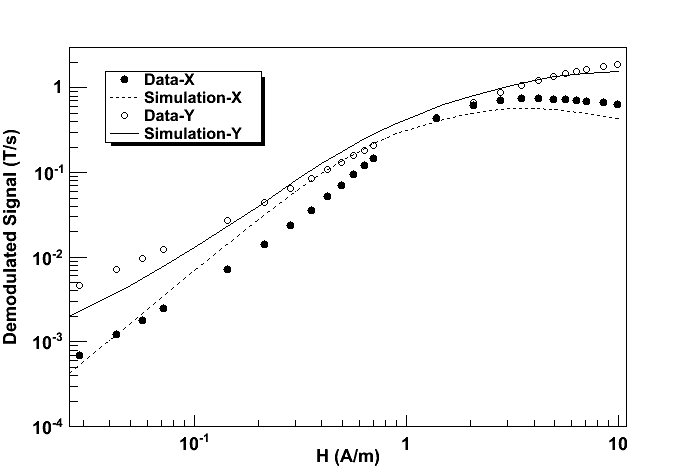 Data-X
Simulation-X
Data-Y
Simulation-Y
Demodulated Signal (T/s)
1
10^-1
10^-2
10^-3
10^-4
10^-1
1
10
H (A/m)